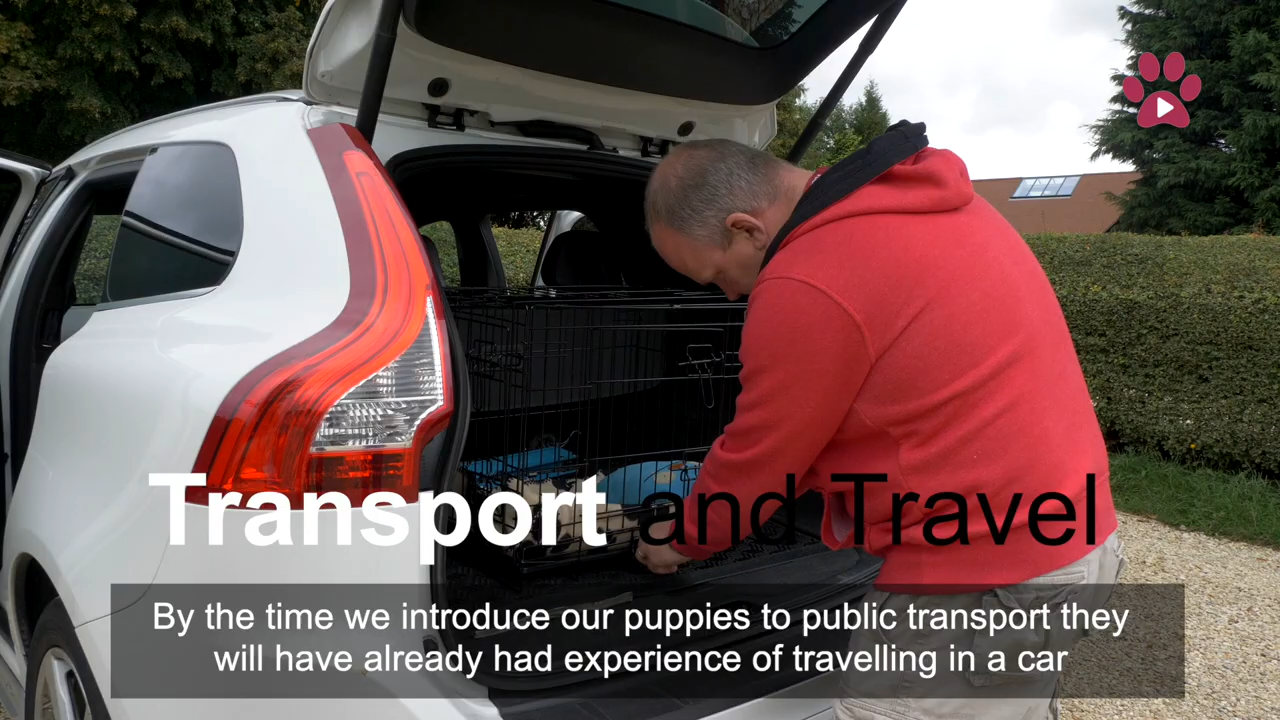 Transport and Travel
By the time we introduce our puppies to public transport they
will have already had experience of travelling in a car